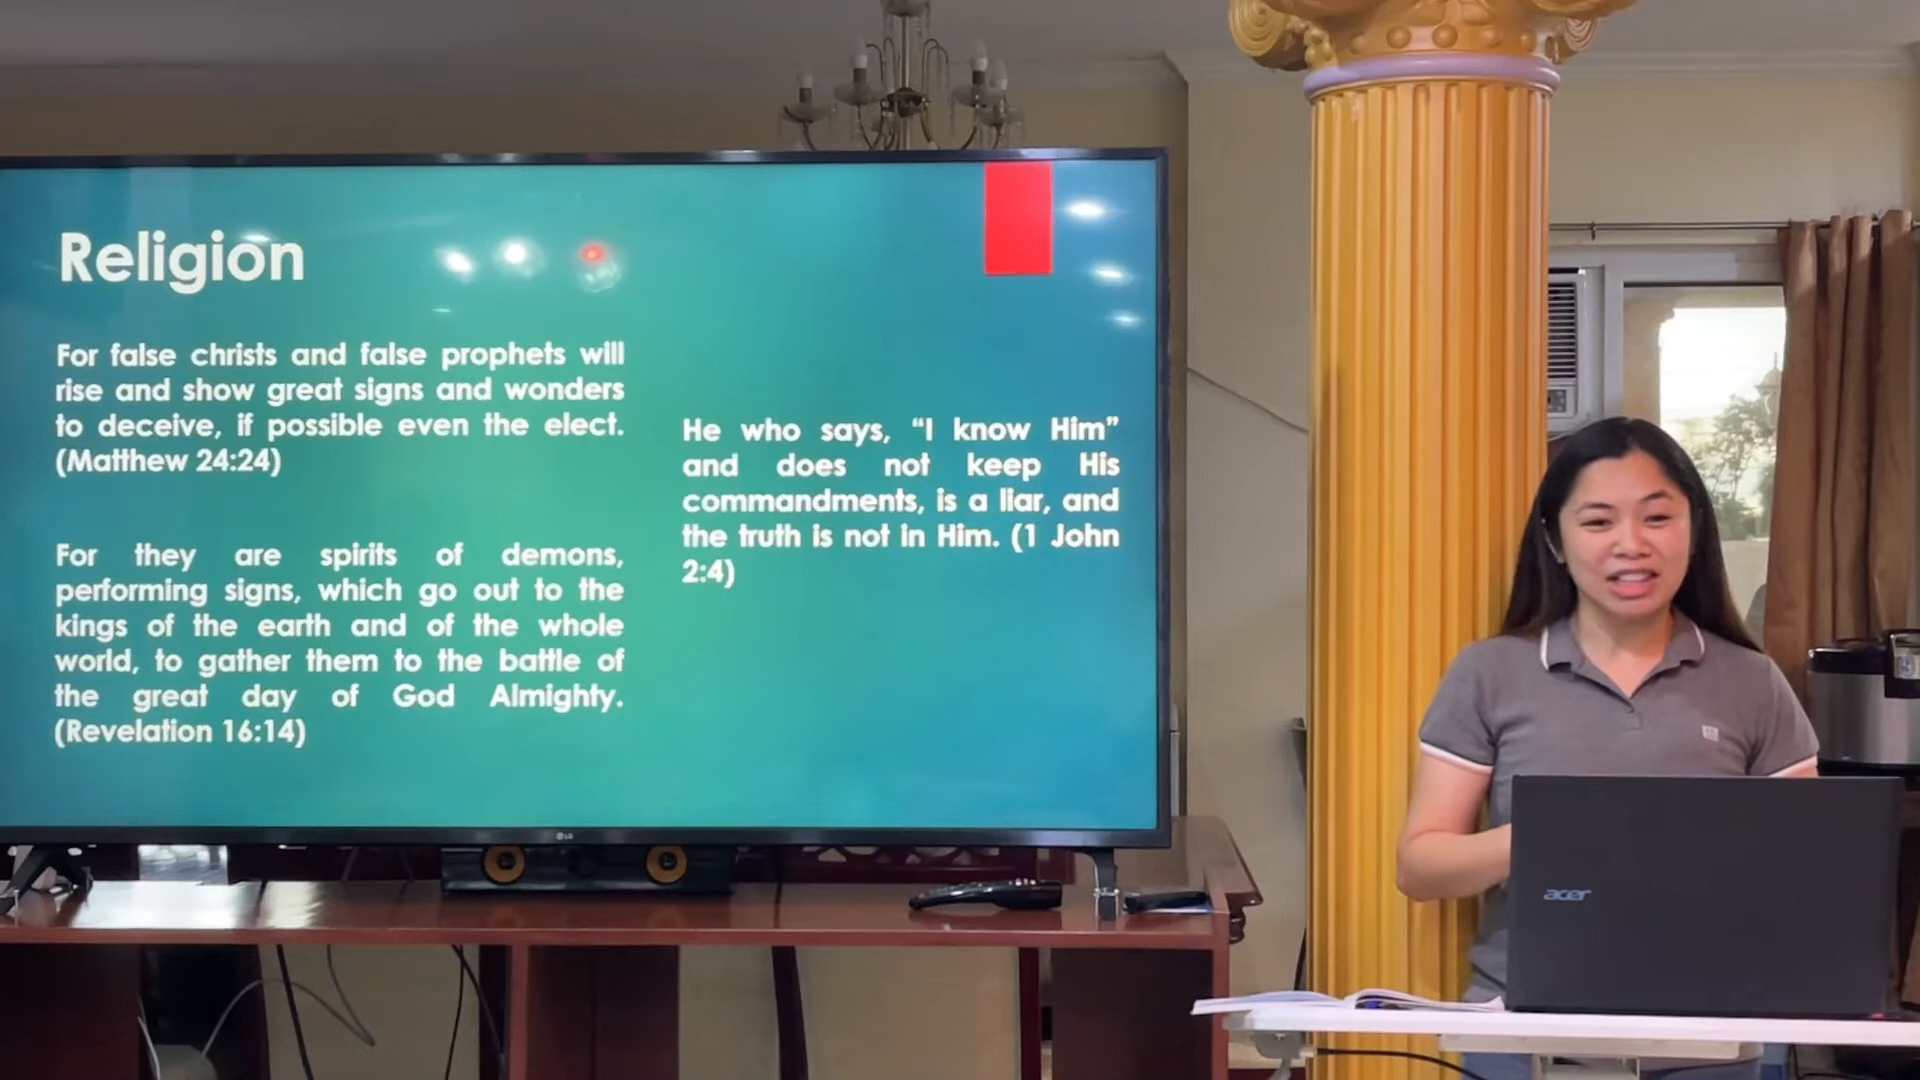 Religion
For false christs and false prophets will
rise and show great signs and wonders
to deceive, if possible even the elect.
(Matthew 24:24)
For they are spirits of demons,
performing signs, which go out to the
kings of the earth and of the whole
world, to gather them to the battle of
the great day of God Almighty.
(Revelation 16:14)
He who says, “I know Him”
and does not keep His
commandments, is a liar, and
the truth is not in Him. (1 John
2:4)
LG
acer